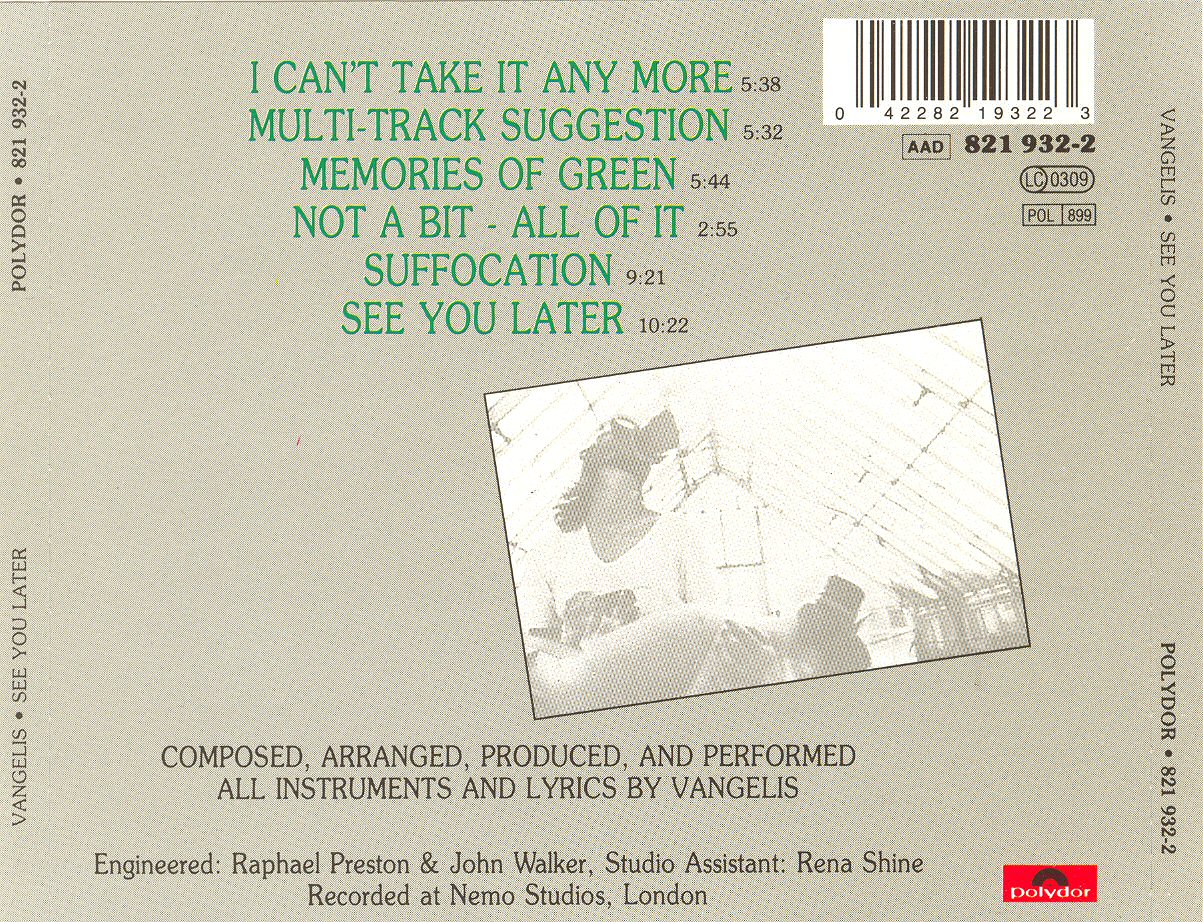 I CAN'T TAKE IT ANY MORE 5:38
MULTI-TRACK SUGGESTION 5:32
MEMORIES OF GREEN 5:44
NOT A BIT - ALL OF IT 2:55
SUFFOCATION 9:21
SEE YOU LATER 10:22
0 42282 19322 3
AAD 821 932-2
LC 0309
POL 899
POLYDOR • 821 932-2
VANGELIS • SEE YOU LATER
VANGELIS • SEE YOU LATER
POLYDOR • 821 932-2
COMPOSED, ARRANGED, PRODUCED, AND PERFORMED
ALL INSTRUMENTS AND LYRICS BY VANGELIS
Engineered: Raphael Preston & John Walker, Studio Assistant: Rena Shine
Recorded at Nemo Studios, London
polydor